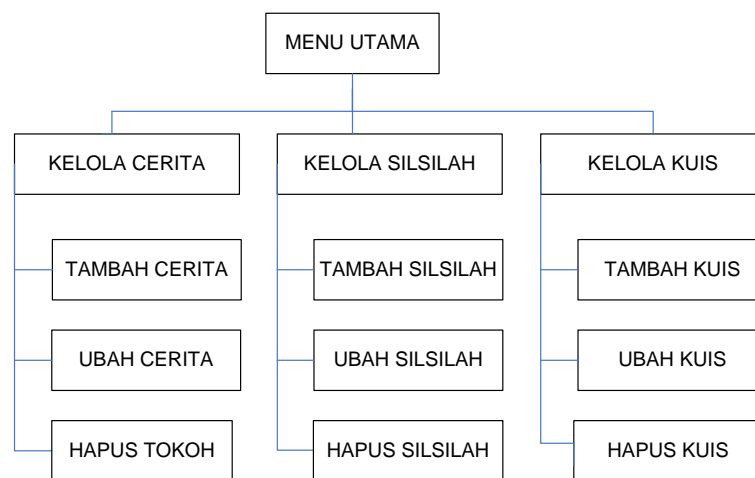 MENU UTAMA
KELOLA CERITA
KELOLA SILSILAH
KELOLA KUIS
TAMBAH CERITA
TAMBAH SILSILAH
TAMBAH KUIS
UBAH CERITA
UBAH SILSILAH
UBAH KUIS
HAPUS TOKOH
HAPUS SILSILAH
HAPUS KUIS